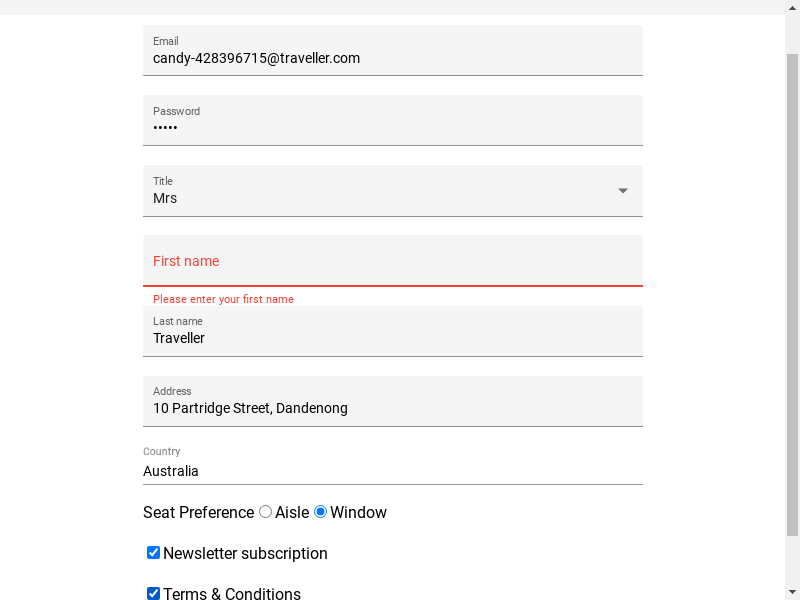 Email
candy-428396715@traveller.com
Password
•••••
Title
Mrs
First name
Please enter your first name
Last name
Traveller
Address
10 Partridge Street, Dandenong
Country
Australia
Seat Preference Aisle Window
Newsletter subscription
Terms & Conditions